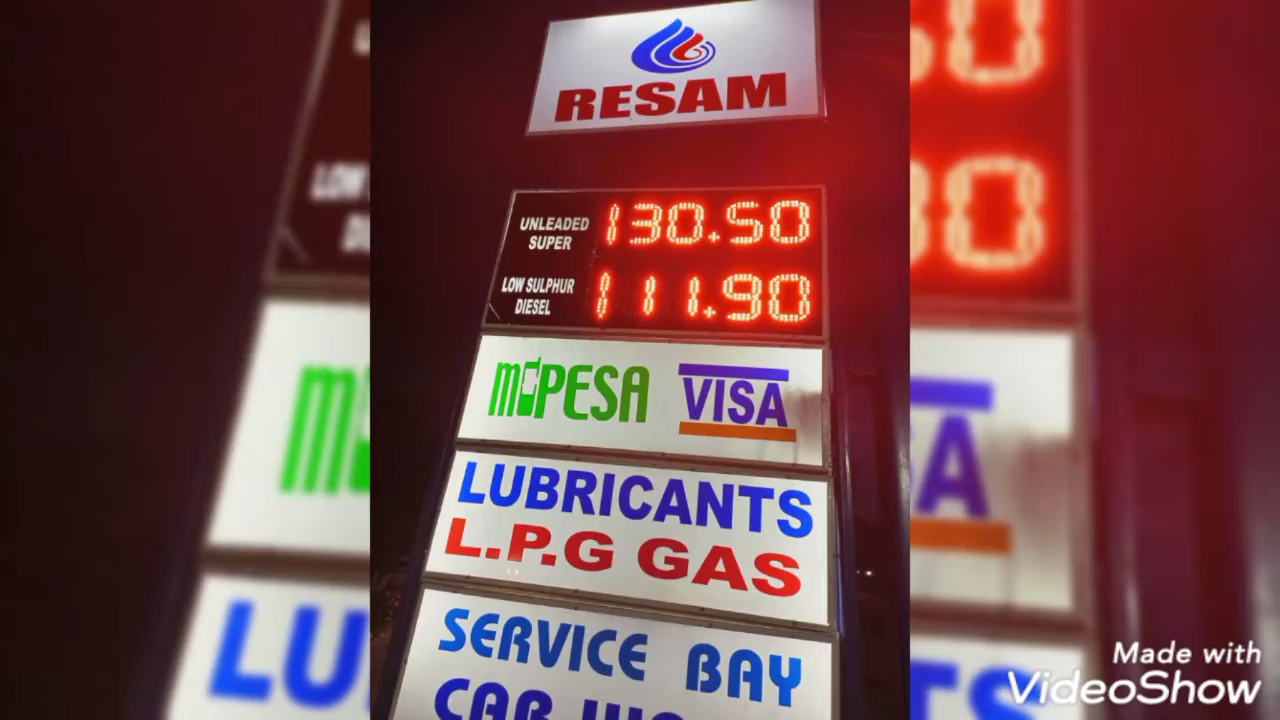 RESAM
UNLEADED SUPER 130.50
LOW SULPHUR DIESEL 111.90
M-PESA VISA
LUBRICANTS
L.P.G GAS
SERVICE BAY
CAR
Made with
VideoShow